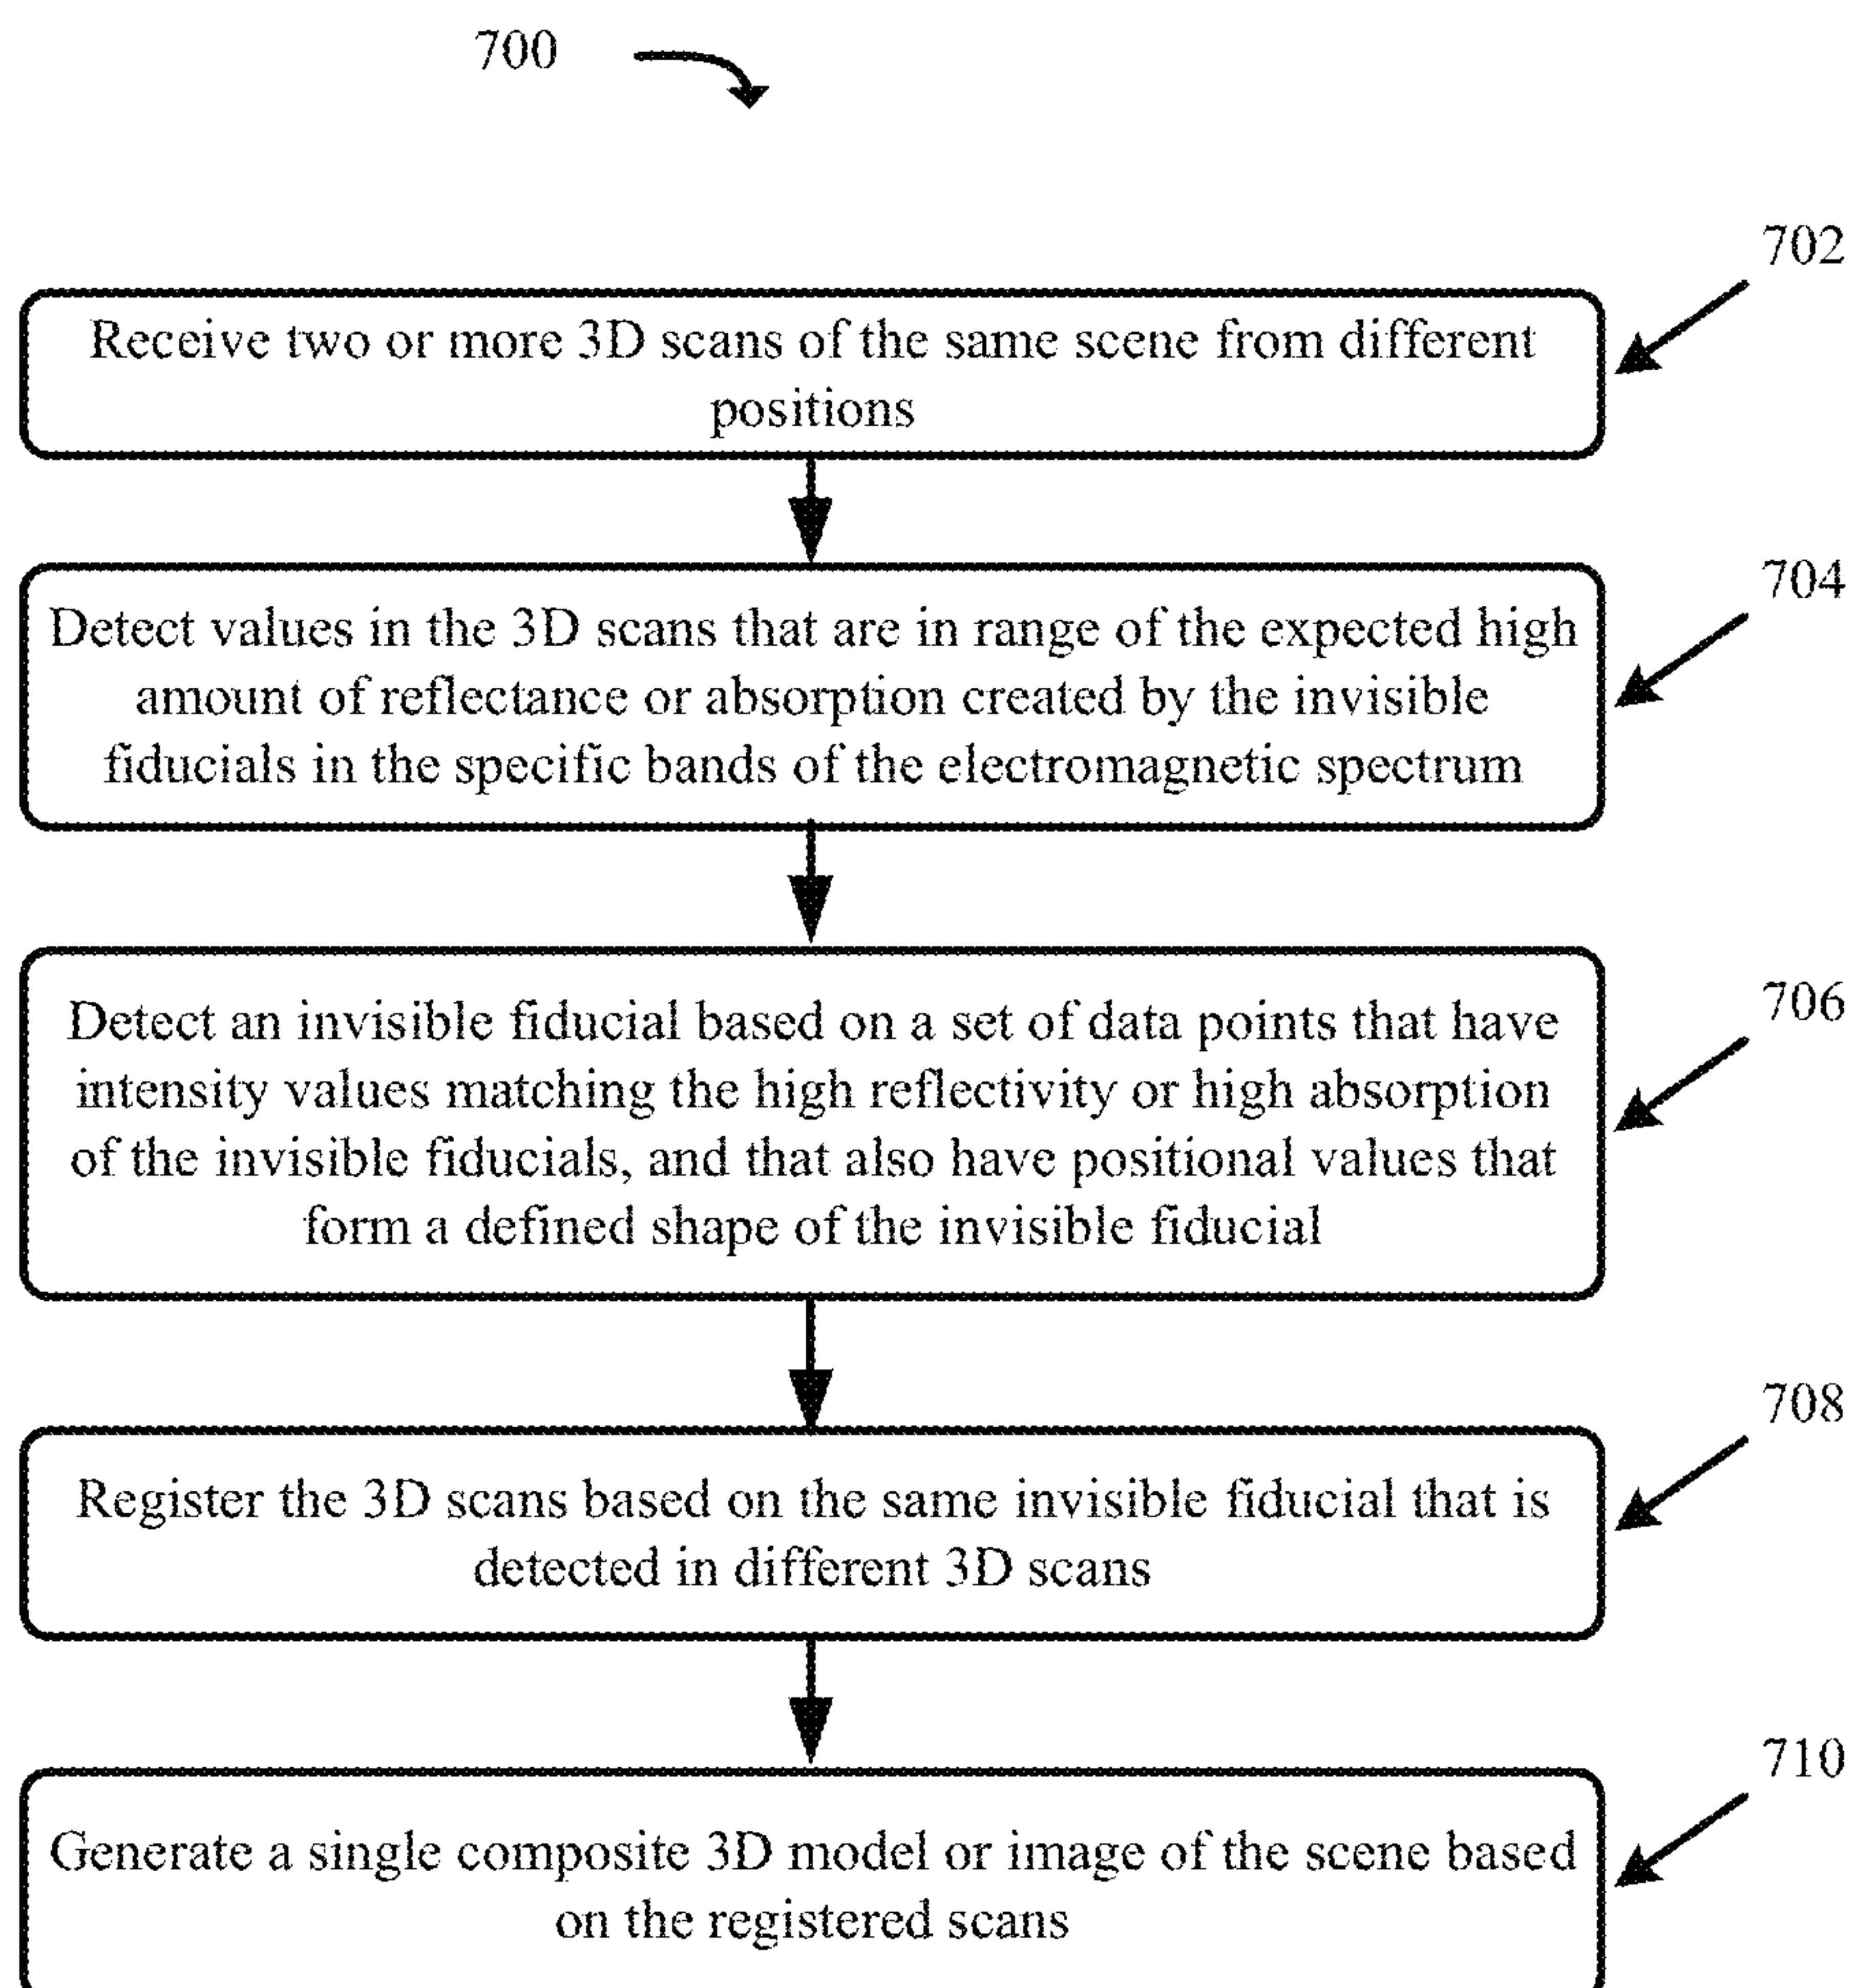 700
702
Receive two or more 3D scans of the same scene from different
positions
704
Detect values in the 3D scans that are in range of the expected high
amount of reflectance or absorption created by the invisible
fiducials in the specific bands of the electromagnetic spectrum
706
Detect an invisible fiducial based on a set of data points that have
intensity values matching the high reflectivity or high absorption
of the invisible fiducials, and that also have positional values that
form a defined shape of the invisible fiducial
708
Register the 3D scans based on the same invisible fiducial that is
detected in different 3D scans
710
Generate a single composite 3D model or image of the scene based
on the registered scans